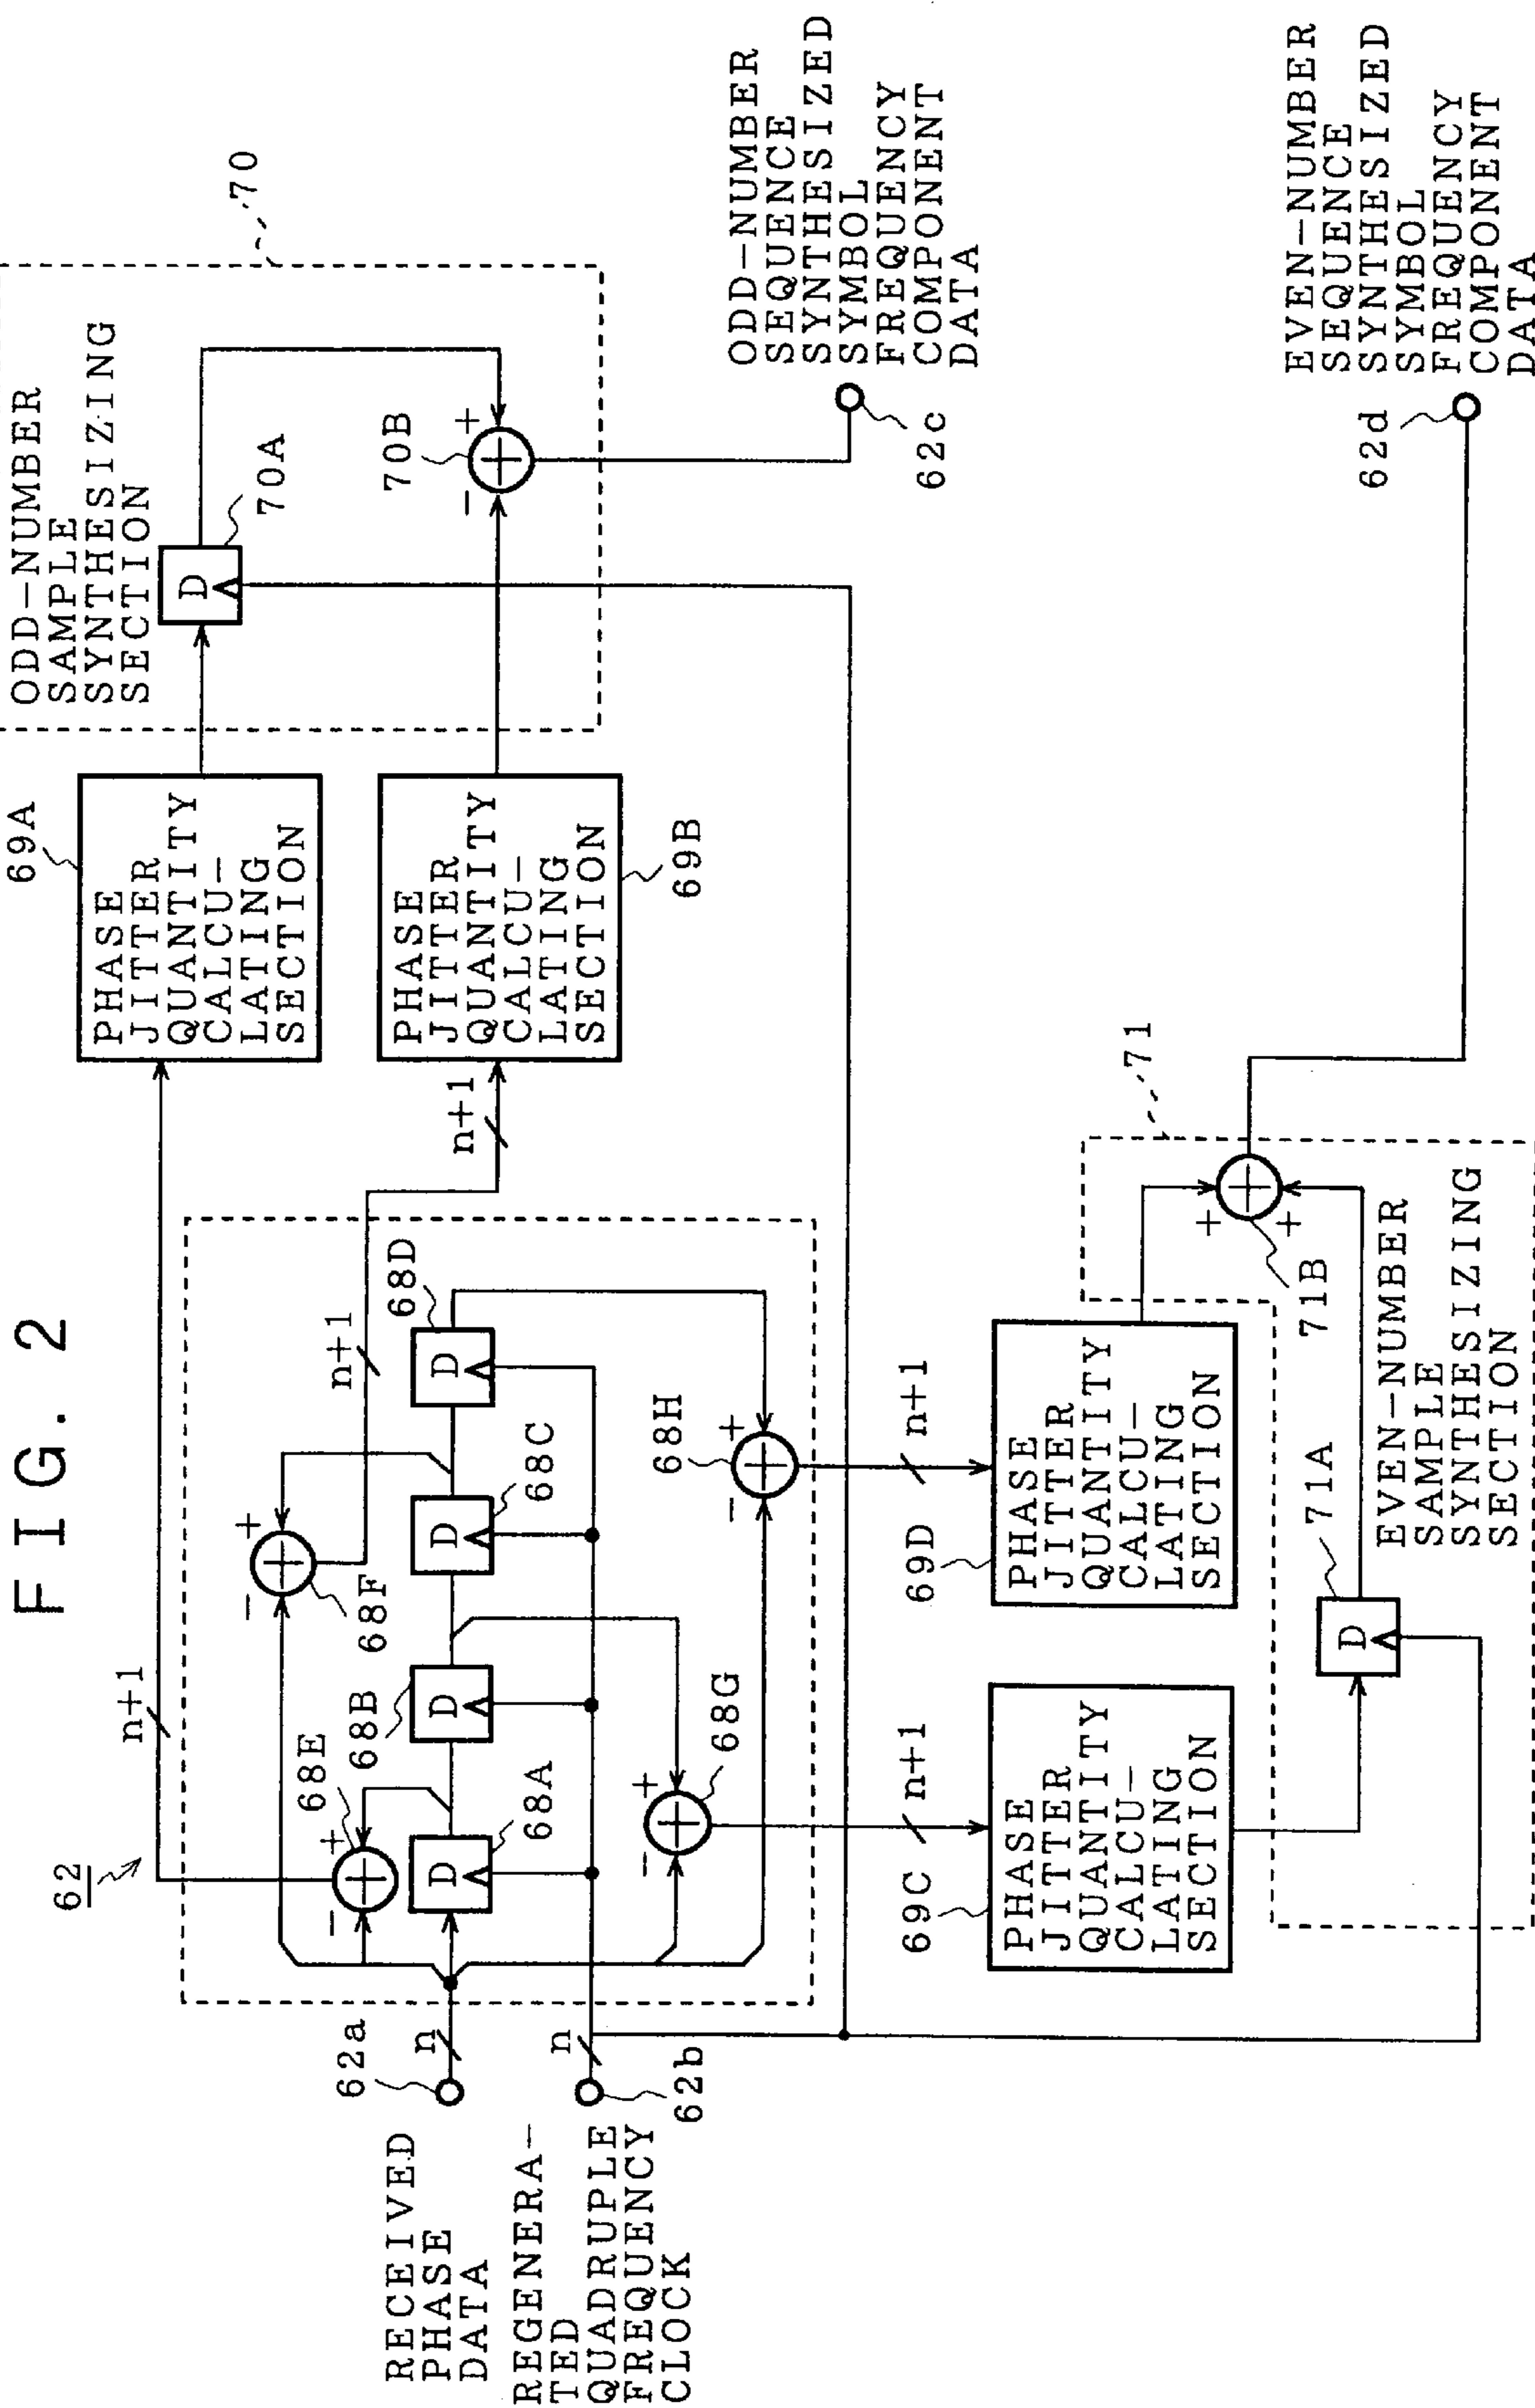 FIG. 2
62
RECEIVED
PHASE
DATA
62a
n
REGENERA-
TED
QUADRUPLE
FREQUENCY
CLOCK
62b
n
68E
−
+
68F
−
+
68A
D
68B
D
68C
D
68D
D
68G
−
+
68H
−
+
n+1
n+1
n+1
n+1
n+1
69A
PHASE
JITTER
QUANTITY
CALCU-
LATING
SECTION
69B
PHASE
JITTER
QUANTITY
CALCU-
LATING
SECTION
69C
PHASE
JITTER
QUANTITY
CALCU-
LATING
SECTION
69D
PHASE
JITTER
QUANTITY
CALCU-
LATING
SECTION
ODD-NUMBER
SAMPLE
SYNTHESIZING
SECTION
70
D
70A
70B
−
+
62c
ODD-NUMBER
SEQUENCE
SYNTHESIZED
SYMBOL
FREQUENCY
COMPONENT
DATA
71
D
71A
71B
+
+
EVEN-NUMBER
SAMPLE
SYNTHESIZING
SECTION
62d
EVEN-NUMBER
SEQUENCE
SYNTHESIZED
SYMBOL
FREQUENCY
COMPONENT
DATA